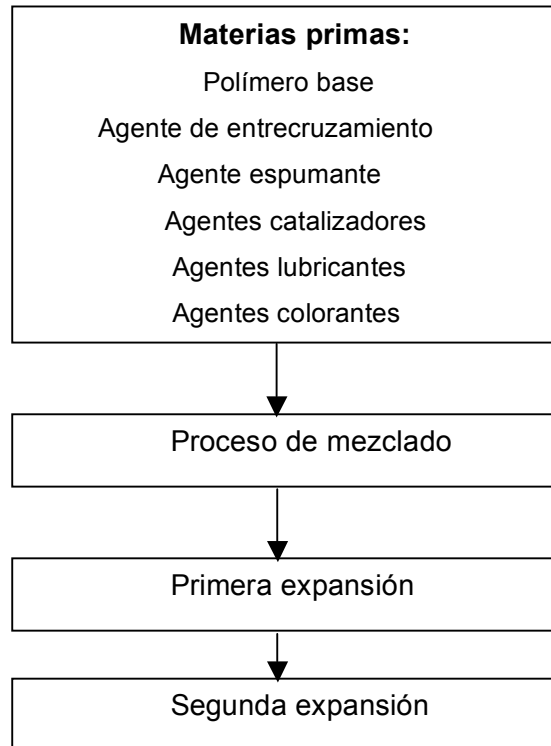 Materias primas:
Polímero base
Agente de entrecruzamiento
Agente espumante
Agentes catalizadores
Agentes lubricantes
Agentes colorantes
Proceso de mezclado
Primera expansión
Segunda expansión